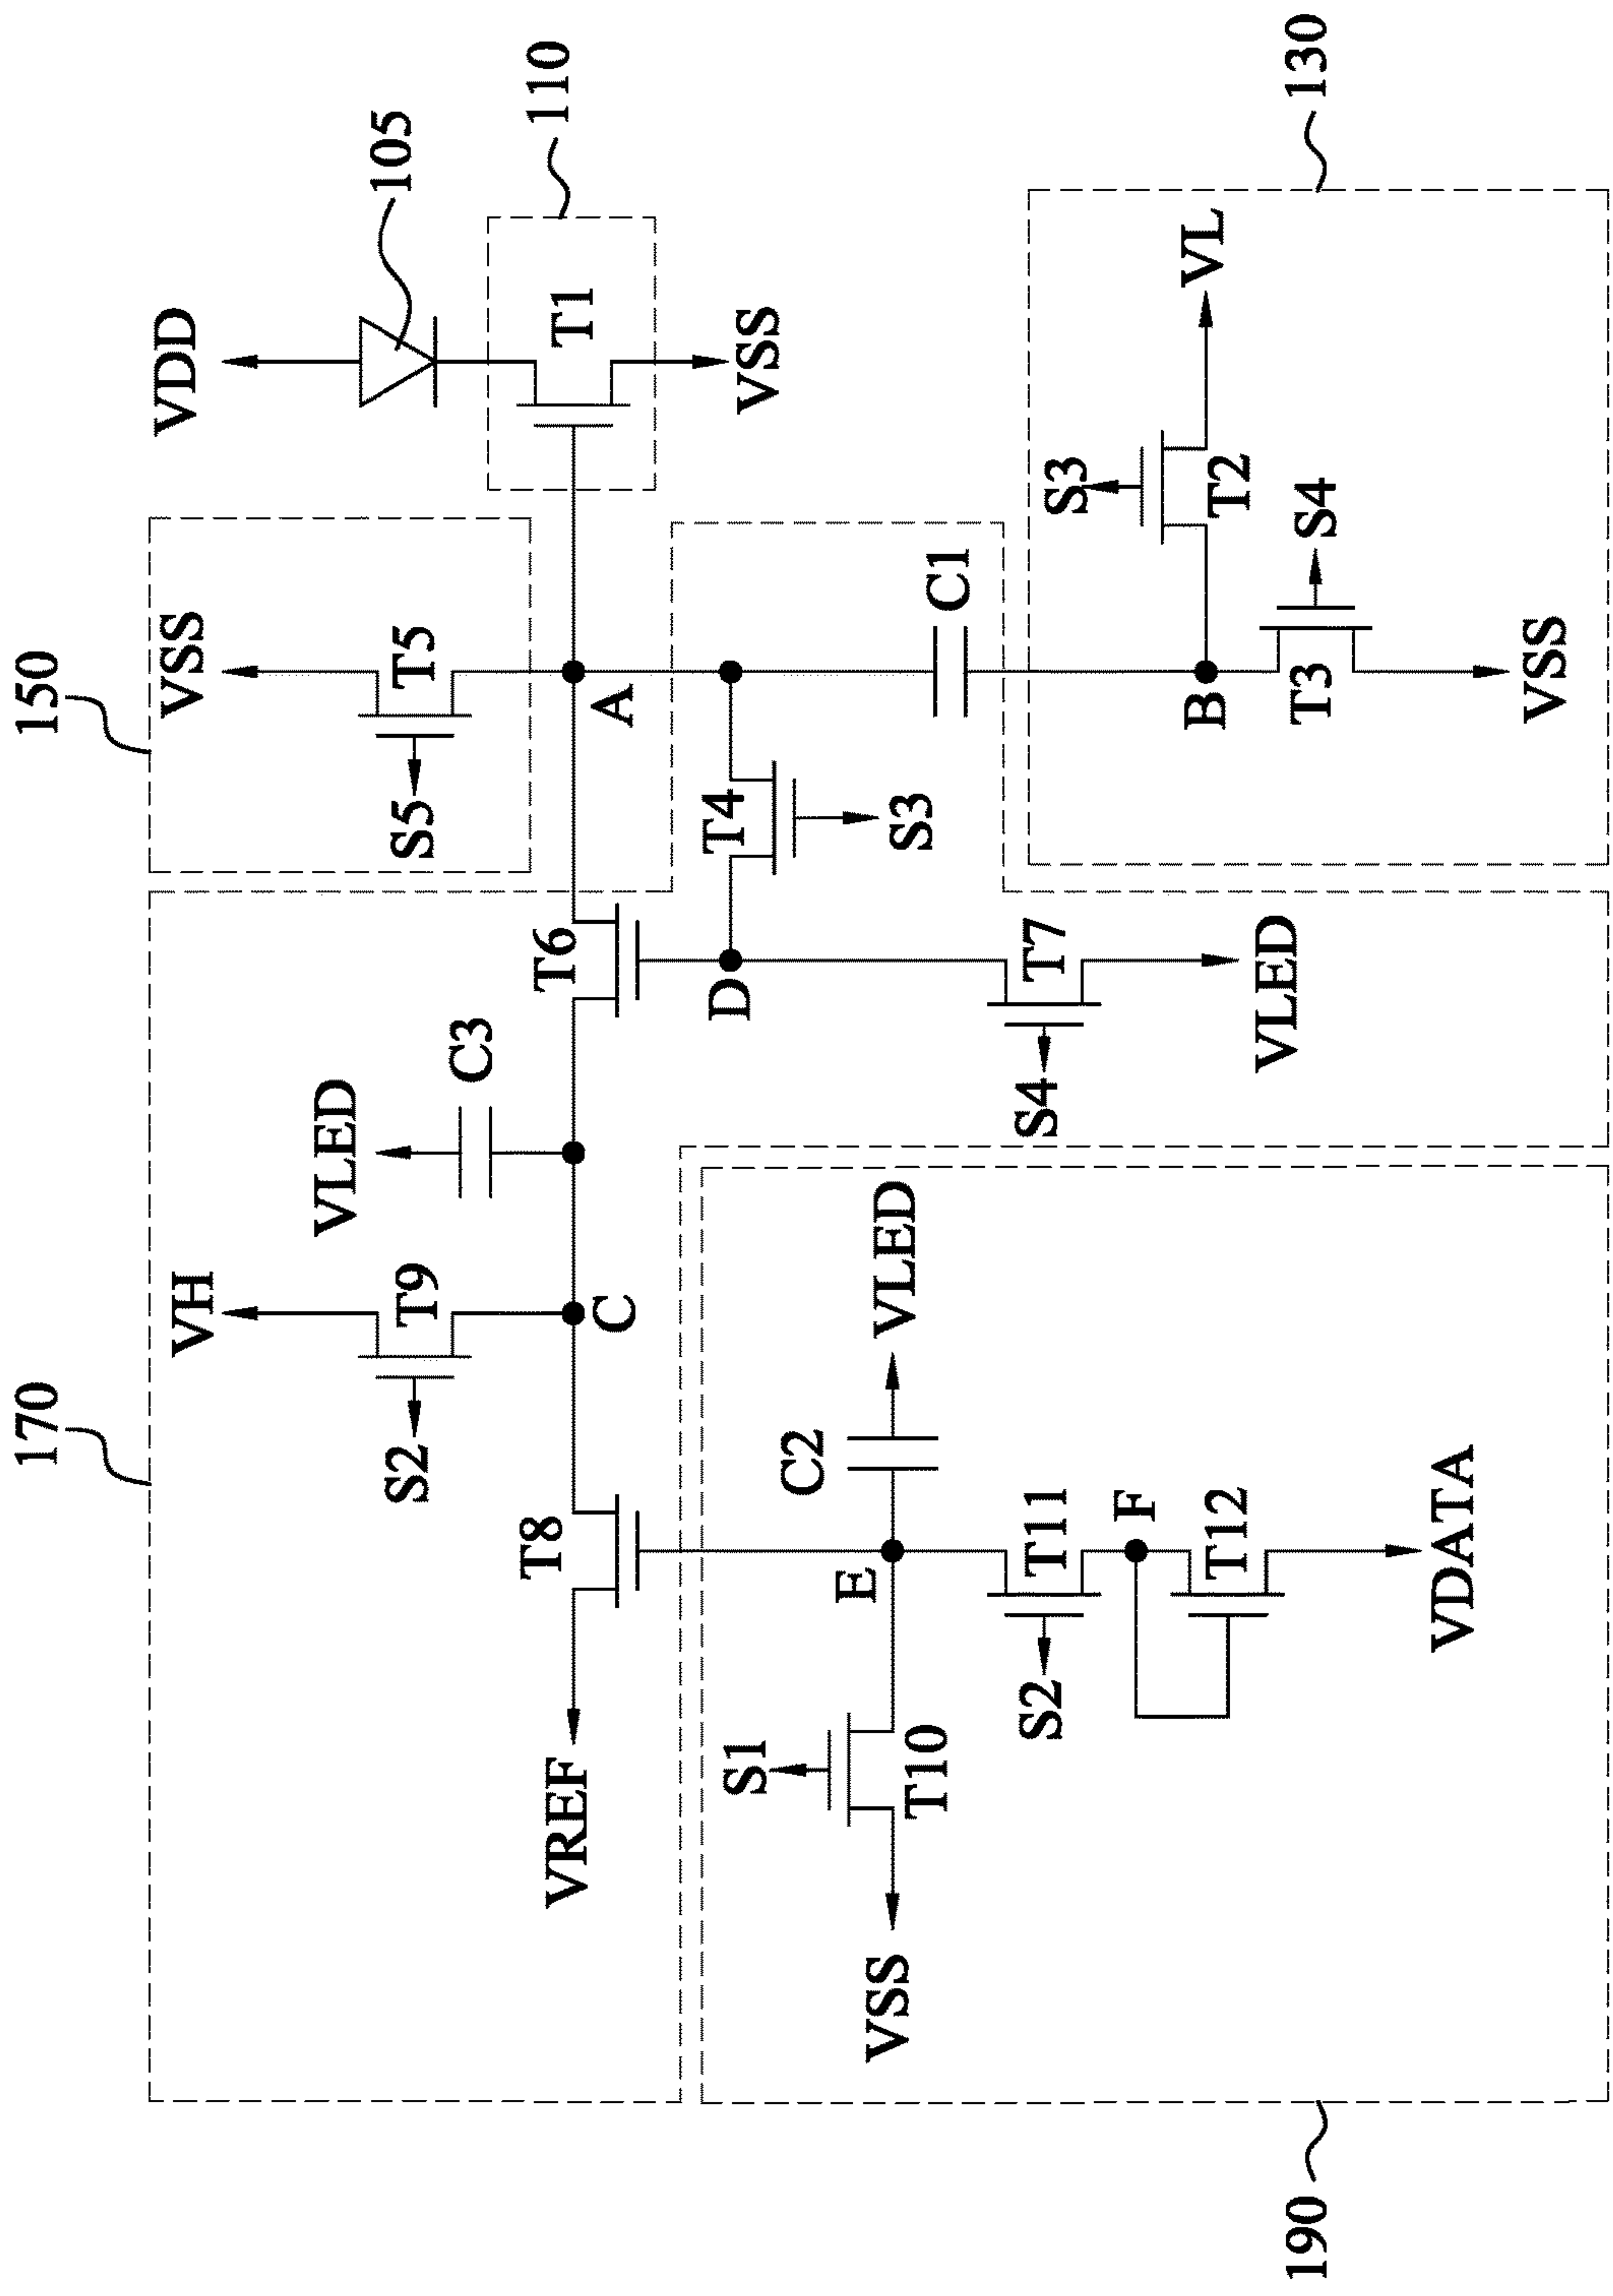 170
150
VDD
105
110
VH
VLED
VSS
S2
T9
C3
S5
T5
T1
VREF
T8
C
T6
A
VSS
D
T4
S1
C2
VLED
S3
C1
VSS
T10
E
S2
T11
S4
T7
S3
VL
F
T12
VLED
B
T2
T3
S4
VDATA
VSS
190
130